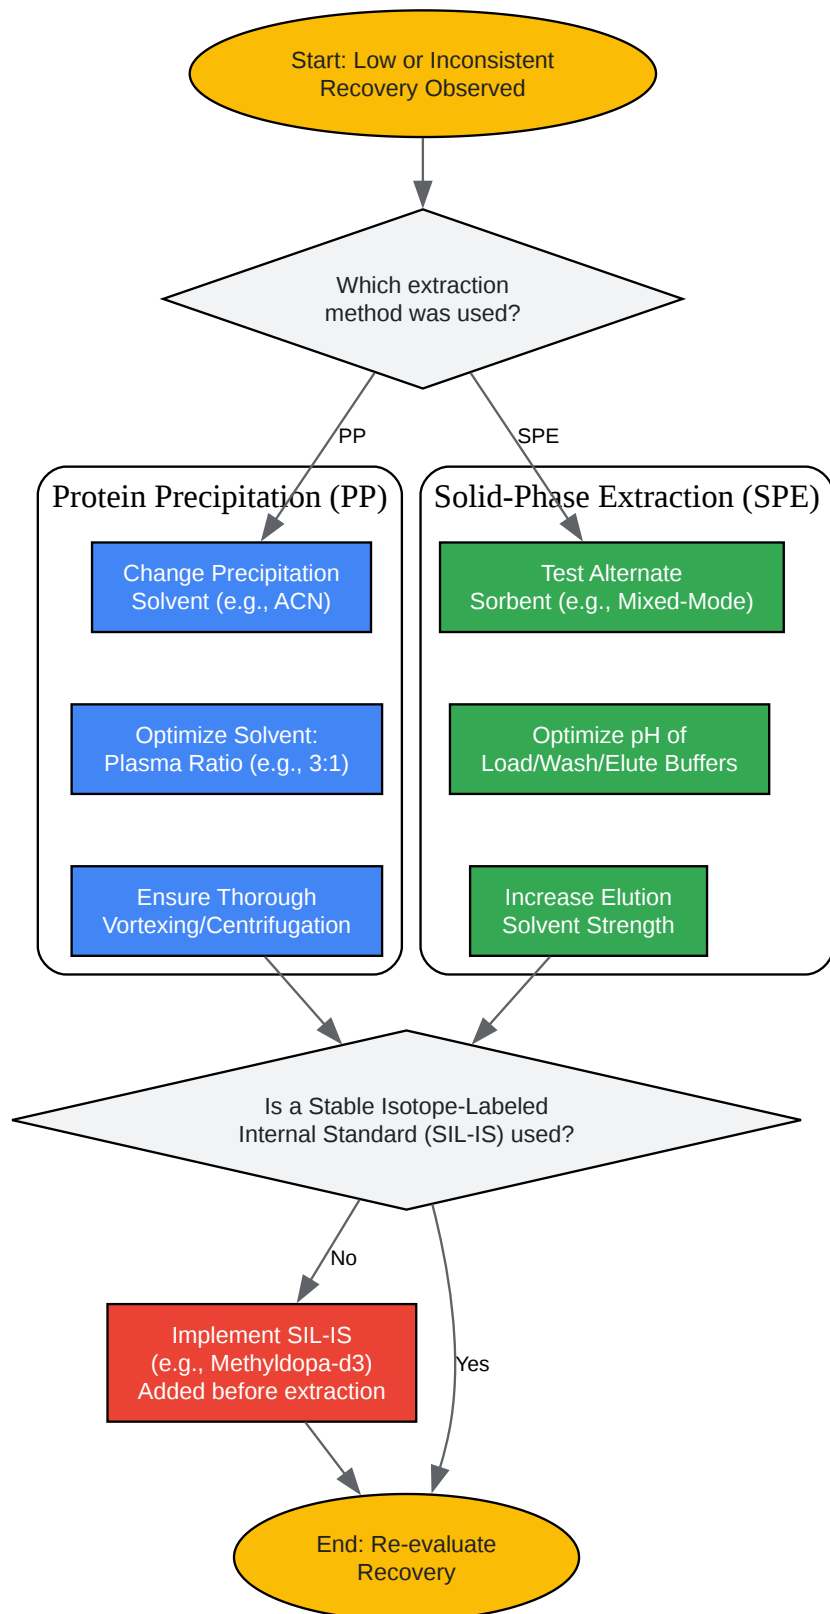 Start: Low or Inconsistent
Recovery Observed
Which extraction
method was used?
PP
SPE
Protein Precipitation (PP)
Solid-Phase Extraction (SPE)
Change Precipitation
Solvent (e.g., ACN)
Test Alternate
Sorbent (e.g., Mixed-Mode)
Optimize Solvent:
Plasma Ratio (e.g., 3:1)
Optimize pH of
Load/Wash/Elute Buffers
Ensure Thorough
Vortexing/Centrifugation
Increase Elution
Solvent Strength
Is a Stable Isotope-Labeled
Internal Standard (SIL-IS) used?
No
Implement SIL-IS
(e.g., Methyldopa-d3)
Added before extraction
Yes
End: Re-evaluate
Recovery